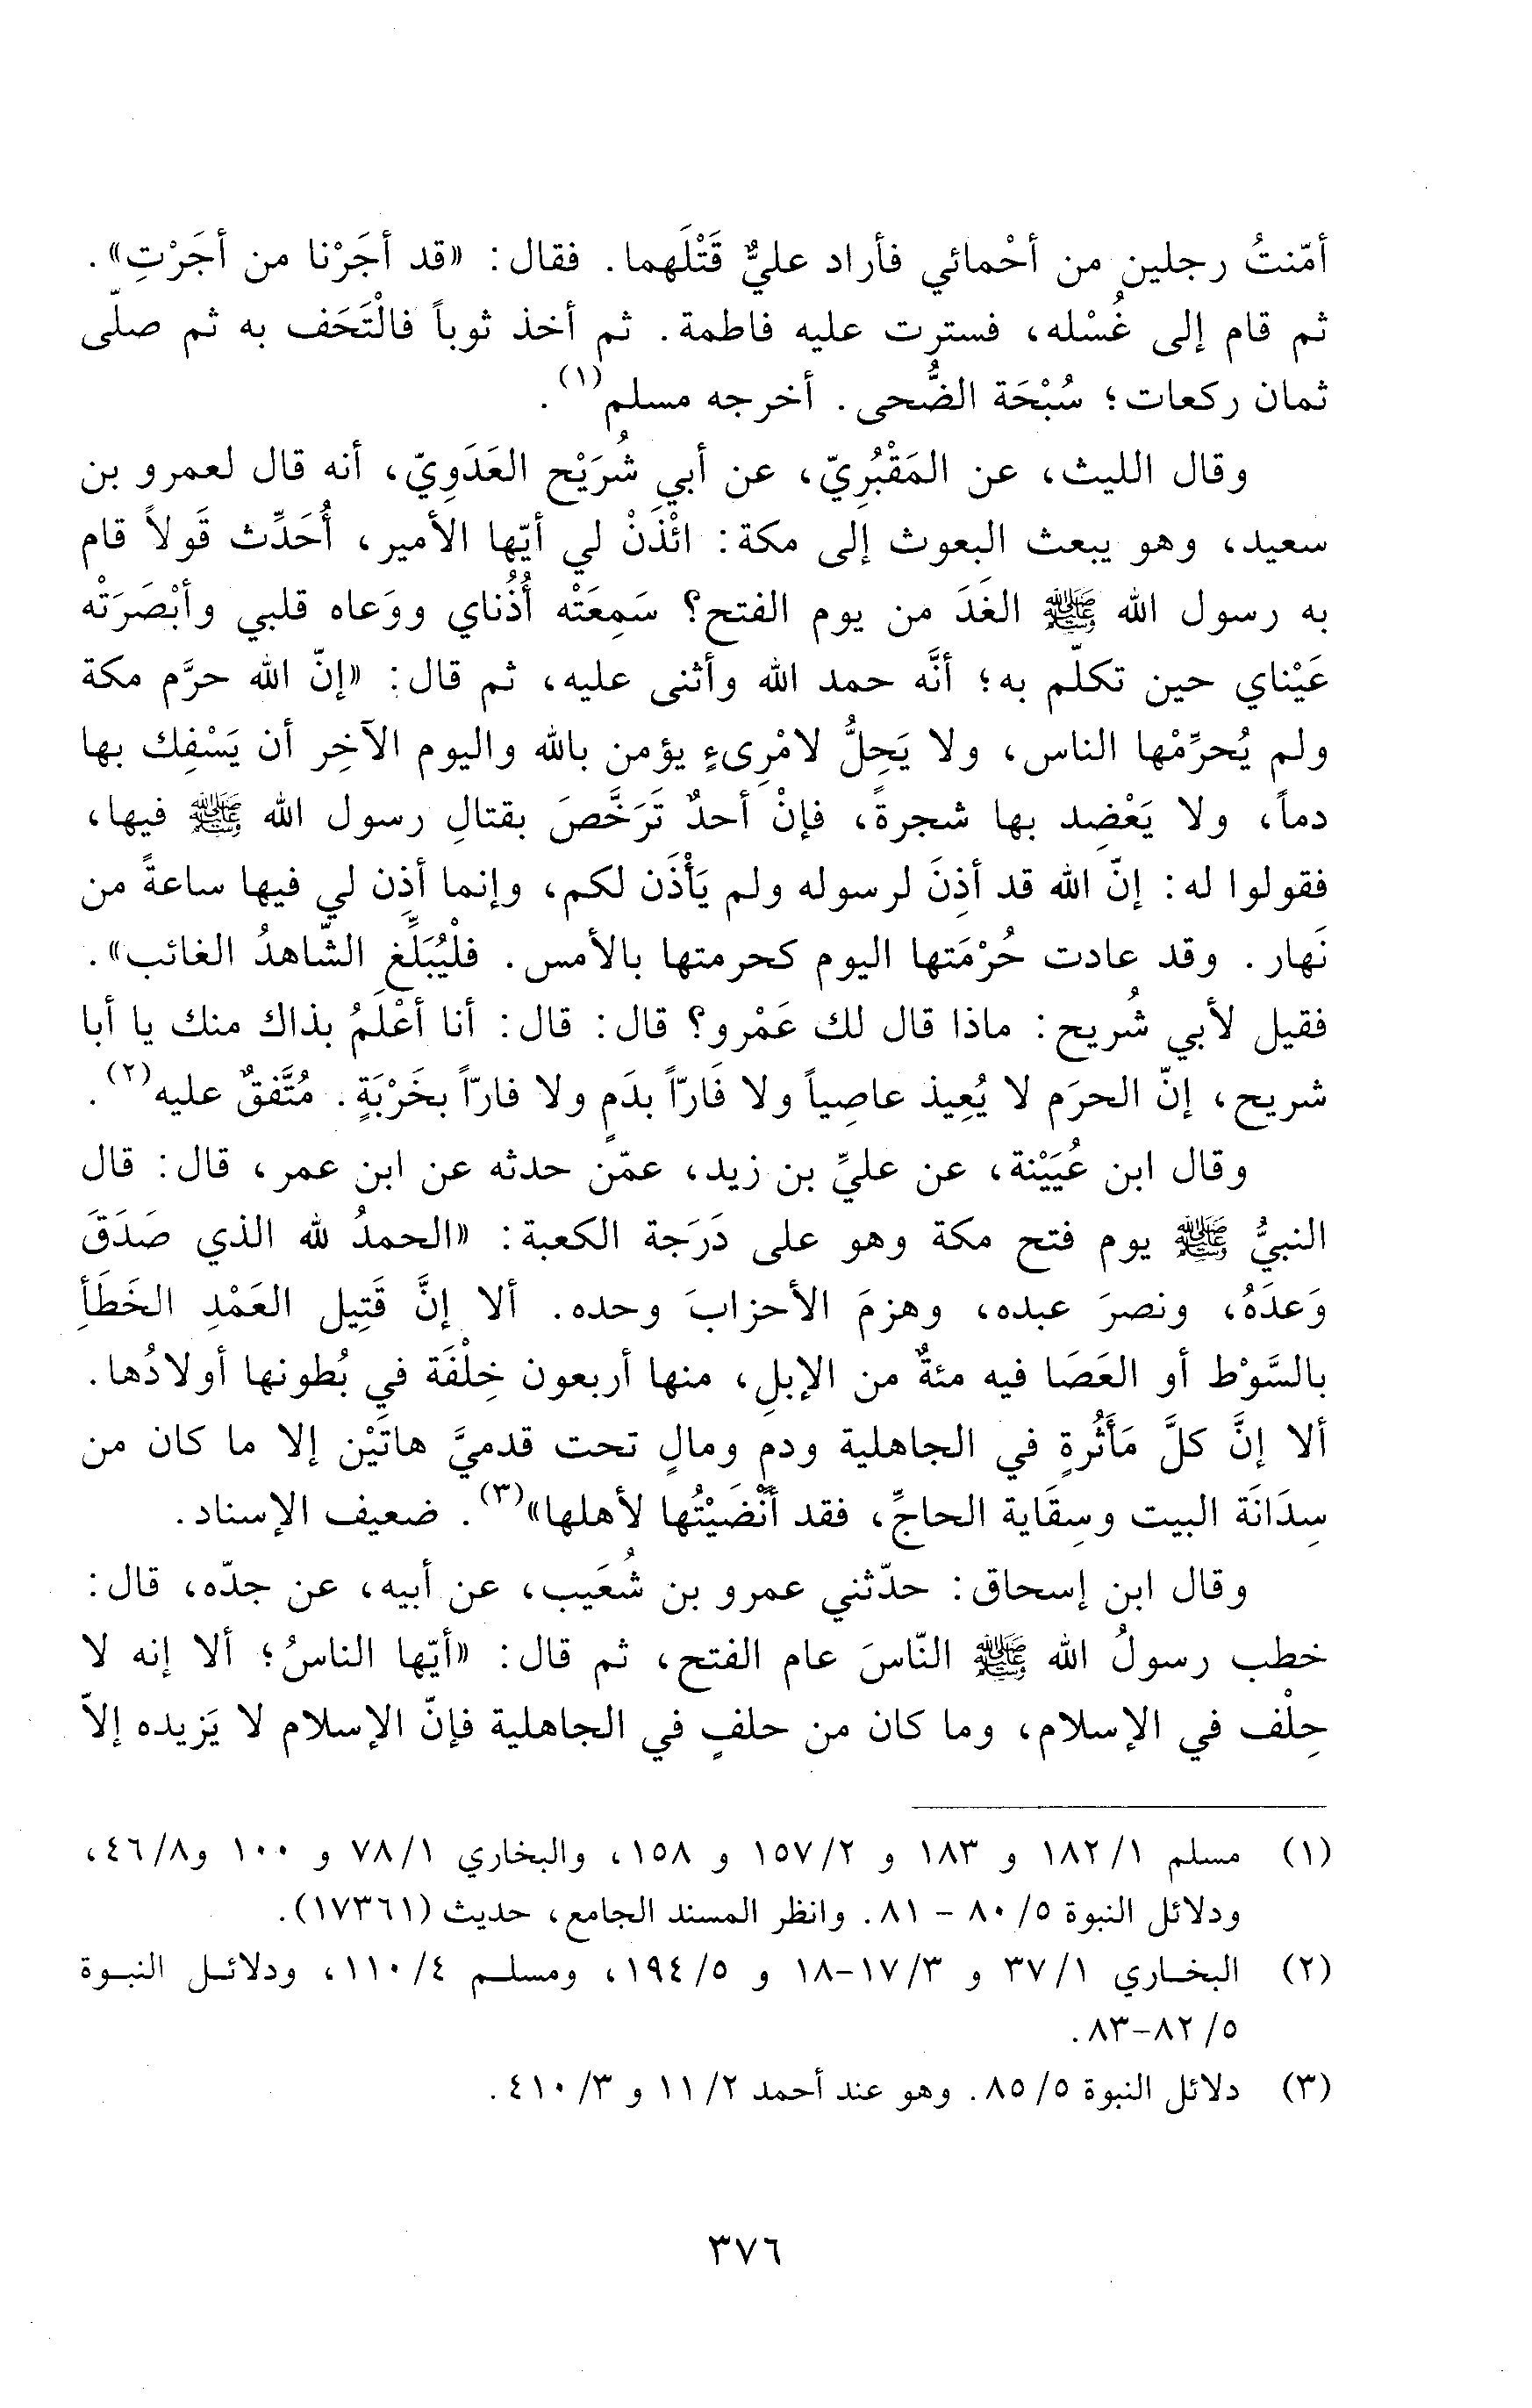 أمّنتُ رجلين من أحْمائي فأراد عليٌّ قَتْلَهما. فقال: «قد أجَرْنا من أجَرْتِ».
ثم قام إلى غُسْله، فسترت عليه فاطمة. ثم أخذ ثوباً فالْتَحَف به ثم صلّى
ثمان ركعات؛ سُبْحَة الضُّحى. أخرجه مسلم(١).
وقال الليث، عن المَقْبُرِيّ، عن أبي شُرَيْح العَدَوِيّ، أنه قال لعمرو بن
سعيد، وهو يبعث البعوث إلى مكة: ائْذَنْ لي أيّها الأمير، أُحَدِّث قَولاً قام
به رسول الله ﷺ الغَدَ من يوم الفتح؟ سَمِعَتْه أُذُناي ووَعاه قلبي وأبْصَرَتْه
عَيْناي حين تكلّم به؛ أنَّه حمد الله وأثنى عليه، ثم قال: «إنّ الله حرَّم مكة
ولم يُحرِّمْها الناس، ولا يَحِلُّ لامْرِىءٍ يؤمن بالله واليوم الآخِر أن يَسْفِك بها
دماً، ولا يَعْضِد بها شجرةً، فإنْ أحدٌ تَرَخَّصَ بقتالِ رسول الله ﷺ فيها،
فقولوا له: إنّ الله قد أذِنَ لرسوله ولم يَأْذَن لكم، وإنما أذِن لي فيها ساعةً من
نَهار. وقد عادت حُرْمَتها اليوم كحرمتها بالأمس. فلْيُبَلِّغ الشّاهدُ الغائب».
فقيل لأبي شُريح: ماذا قال لك عَمْرو؟ قال: قال: أنا أعْلَمُ بذاك منك يا أبا
شريح، إنّ الحرَم لا يُعِيذ عاصِياً ولا فَارّاً بدَمٍ ولا فارّاً بخَرْبَةٍ. مُتَّفقٌ عليه(٢).
وقال ابن عُيَيْنة، عن عليِّ بن زيد، عمّن حدثه عن ابن عمر، قال: قال
النبيُّ ﷺ يوم فتح مكة وهو على دَرَجة الكعبة: «الحمدُ لله الذي صَدَقَ
وَعدَهُ، ونصرَ عبده، وهزمَ الأحزابَ وحده. ألا إنَّ قَتِيل العَمْدِ الخَطَأِ
بالسَّوْط أو العَصَا فيه مئةٌ من الإبلِ، منها أربعون خِلْفَة في بُطونها أولادُها.
ألا إنَّ كلَّ مَأَثُرةٍ في الجاهلية ودم ومالٍ تحت قدميَّ هاتَيْن إلا ما كان من
سِدَانَة البيت وسِقَاية الحاجِّ، فقد أَنْضَيْتُها لأهلها»(٣). ضعيف الإسناد.
وقال ابن إسحاق: حدّثني عمرو بن شُعَيب، عن أبيه، عن جدّه، قال:
خطب رسولُ الله ﷺ النّاسَ عام الفتح، ثم قال: «أيّها الناسُ؛ ألا إنه لا
حِلْف في الإسلام، وما كان من حلفٍ في الجاهلية فإنّ الإسلام لا يَزيده إلاّ
(١) مسلم ١/١٨٢ و ١٨٣ و ٢/١٥٧ و ١٥٨، والبخاري ١/٧٨ و ١٠٠ و٨/٤٦،
ودلائل النبوة ٥/٨٠ - ٨١. وانظر المسند الجامع، حديث (١٧٣٦١).
(٢) البخاري ١/٣٧ و ٣/١٧-١٨ و ٥/١٩٤، ومسلم ٤/١١٠، ودلائل النبوة
٥/٨٢-٨٣.
(٣) دلائل النبوة ٥/٨٥. وهو عند أحمد ٢/١١ و ٣/٤١٠.
٣٧٦